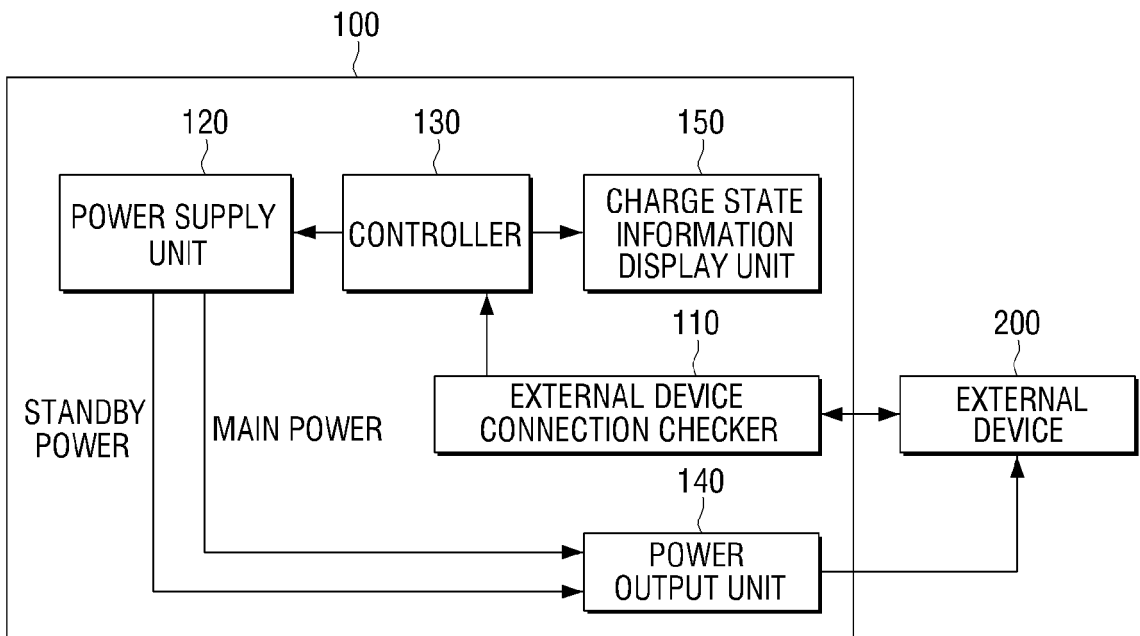 100
120
130
150
POWER SUPPLY
UNIT
CONTROLLER
CHARGE STATE
INFORMATION
DISPLAY UNIT
110
200
EXTERNAL DEVICE
CONNECTION CHECKER
EXTERNAL
DEVICE
STANDBY
POWER
MAIN POWER
140
POWER
OUTPUT UNIT